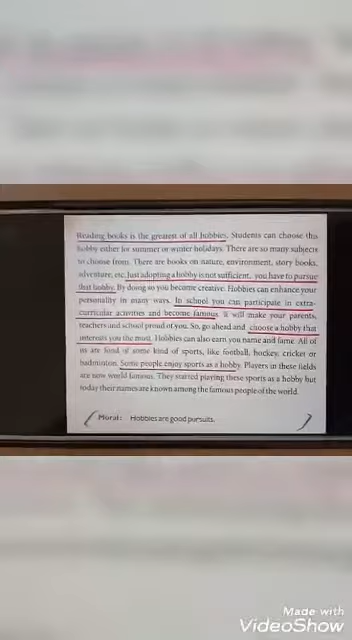 Reading books is the greatest of all hobbies. Students can choose this
hobby either for summer or winter holidays. There are so many subjects
to choose from. There are books on nature, environment, story books,
adventure, etc. Just adopting a hobby is not sufficient, you have to pursue
that hobby. By doing so you become creative. Hobbies can enhance your
personality in many ways. In school you can participate in extra-
curricular activities and become famous. It will make your parents,
teachers and school proud of you. So, go ahead and choose a hobby that
interests you the most. Hobbies can also earn you name and fame. All of
us are fond of some kind of sports, like football, hockey, cricket or
badminton. Some people enjoy sports as a hobby. Players in these fields
are now world famous. They started playing these sports as a hobby but
today their names are known among the famous people of the world.
Moral: Hobbies are good pursuits.
Made with
VideoShow